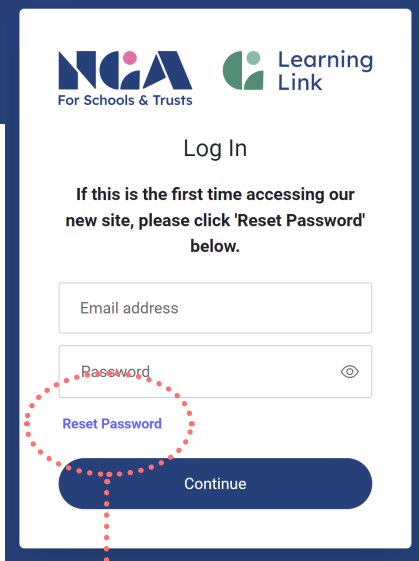 NGA
For Schools & Trusts
Learning
Link
Log In
If this is the first time accessing our
new site, please click 'Reset Password'
below.
Email address
Password
Reset Password
Continue